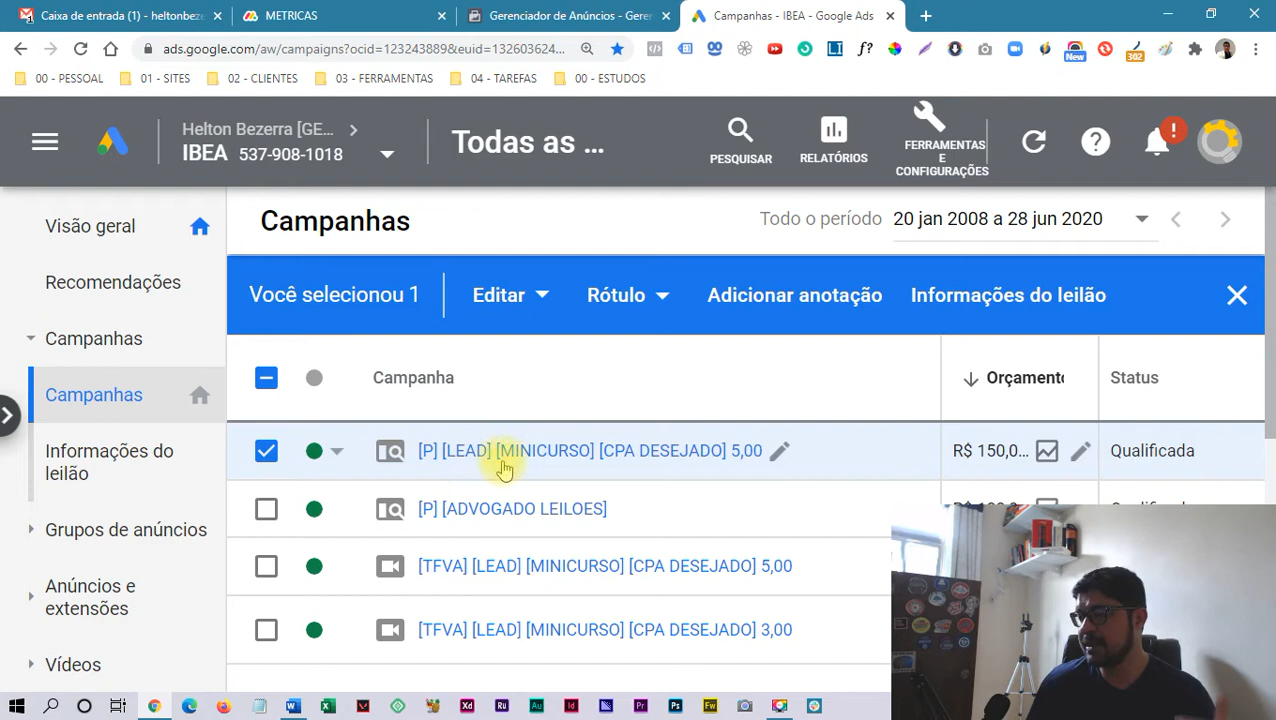 Caixa de entrada (1) - heltonbeze
METRICAS
Gerenciador de Anúncios - Geren
Campanhas - IBEA - Google Ads
ads.google.com/aw/campaigns?ocid=123243889&euid=132603624...
f?
New
302
00 - PESSOAL
01 - SITES
02 - CLIENTES
03 - FERRAMENTAS
04 - TAREFAS
00 - ESTUDOS
Helton Bezerra [GE...
IBEA 537-908-1018
Todas as ...
PESQUISAR
RELATÓRIOS
FERRAMENTAS
E
CONFIGURAÇÕES
Visão geral
Recomendações
Campanhas
Campanhas
Informações do
leilão
Grupos de anúncios
Anúncios e
extensões
Vídeos
Campanhas
Todo o período 20 jan 2008 a 28 jun 2020
Você selecionou 1
Editar
Rótulo
Adicionar anotação
Informações do leilão
Campanha
Orçamento
Status
[P] [LEAD] [MINICURSO] [CPA DESEJADO] 5,00
R$ 150,0...
Qualificada
[P] [ADVOGADO LEILOES]
[TFVA] [LEAD] [MINICURSO] [CPA DESEJADO] 5,00
[TFVA] [LEAD] [MINICURSO] [CPA DESEJADO] 3,00